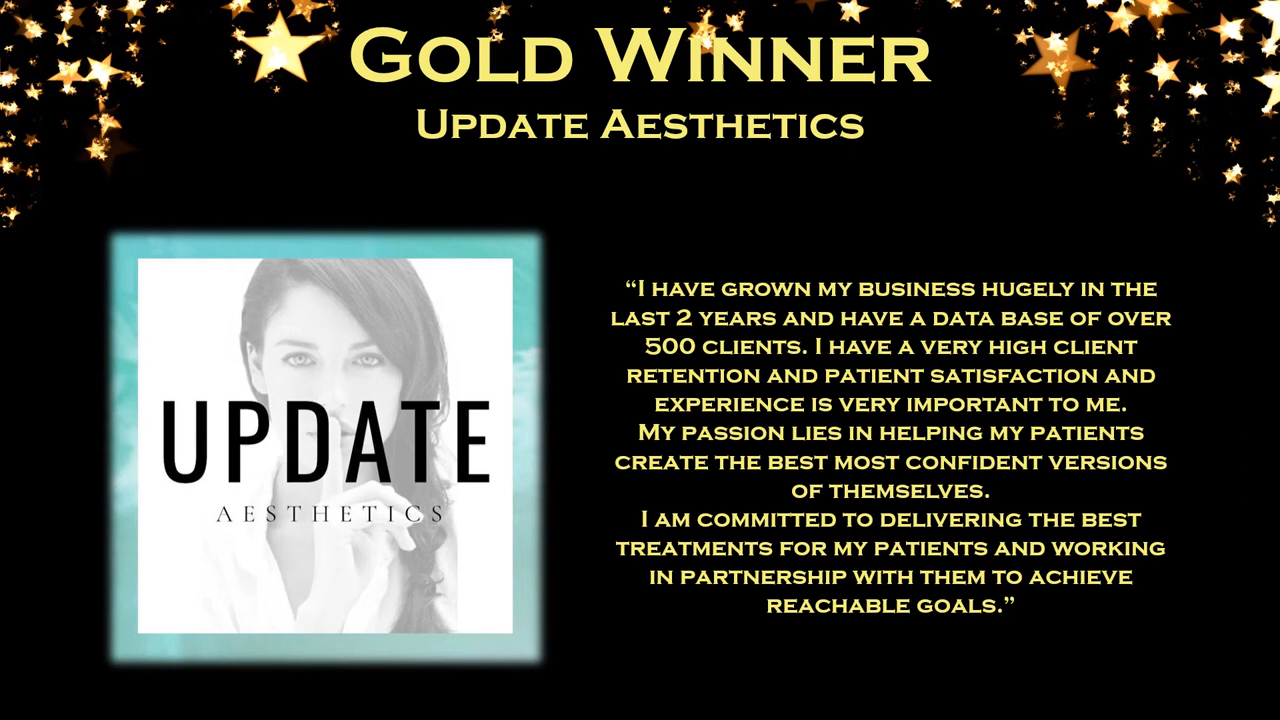 Gold Winner
Update Aesthetics
UPDATE
AESTHETICS
“I have grown my business hugely in the
last 2 years and have a data base of over
500 clients. I have a very high client
retention and patient satisfaction and
experience is very important to me.
My passion lies in helping my patients
create the best most confident versions
of themselves.
I am committed to delivering the best
treatments for my patients and working
in partnership with them to achieve
reachable goals.”